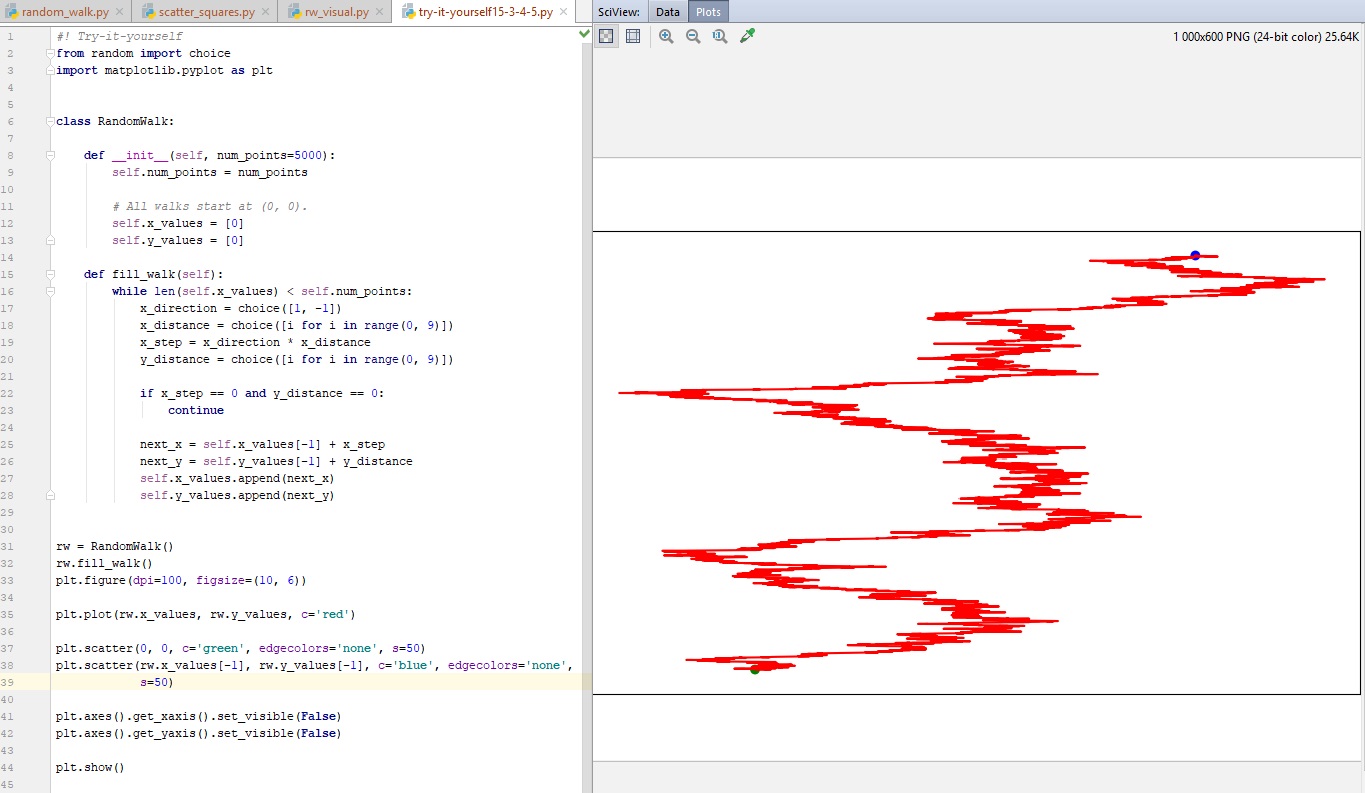 random_walk.py × scatter_squares.py × rw_visual.py × try-it-yourself15-3-4-5.py × SciView: Data Plots
1 000x600 PNG (24-bit color) 25.64K
1 #! Try-it-yourself
2 from random import choice
3 import matplotlib.pyplot as plt
4
5
6 class RandomWalk:
7
8     def __init__(self, num_points=5000):
9         self.num_points = num_points
10
11         # All walks start at (0, 0).
12         self.x_values = [0]
13         self.y_values = [0]
14
15     def fill_walk(self):
16         while len(self.x_values) < self.num_points:
17             x_direction = choice([1, -1])
18             x_distance = choice([i for i in range(0, 9)])
19             x_step = x_direction * x_distance
20             y_distance = choice([i for i in range(0, 9)])
21
22             if x_step == 0 and y_distance == 0:
23                 continue
24
25             next_x = self.x_values[-1] + x_step
26             next_y = self.y_values[-1] + y_distance
27             self.x_values.append(next_x)
28             self.y_values.append(next_y)
29
30
31 rw = RandomWalk()
32 rw.fill_walk()
33 plt.figure(dpi=100, figsize=(10, 6))
34
35 plt.plot(rw.x_values, rw.y_values, c='red')
36
37 plt.scatter(0, 0, c='green', edgecolors='none', s=50)
38 plt.scatter(rw.x_values[-1], rw.y_values[-1], c='blue', edgecolors='none',
39             s=50)
40
41 plt.axes().get_xaxis().set_visible(False)
42 plt.axes().get_yaxis().set_visible(False)
43
44 plt.show()
45